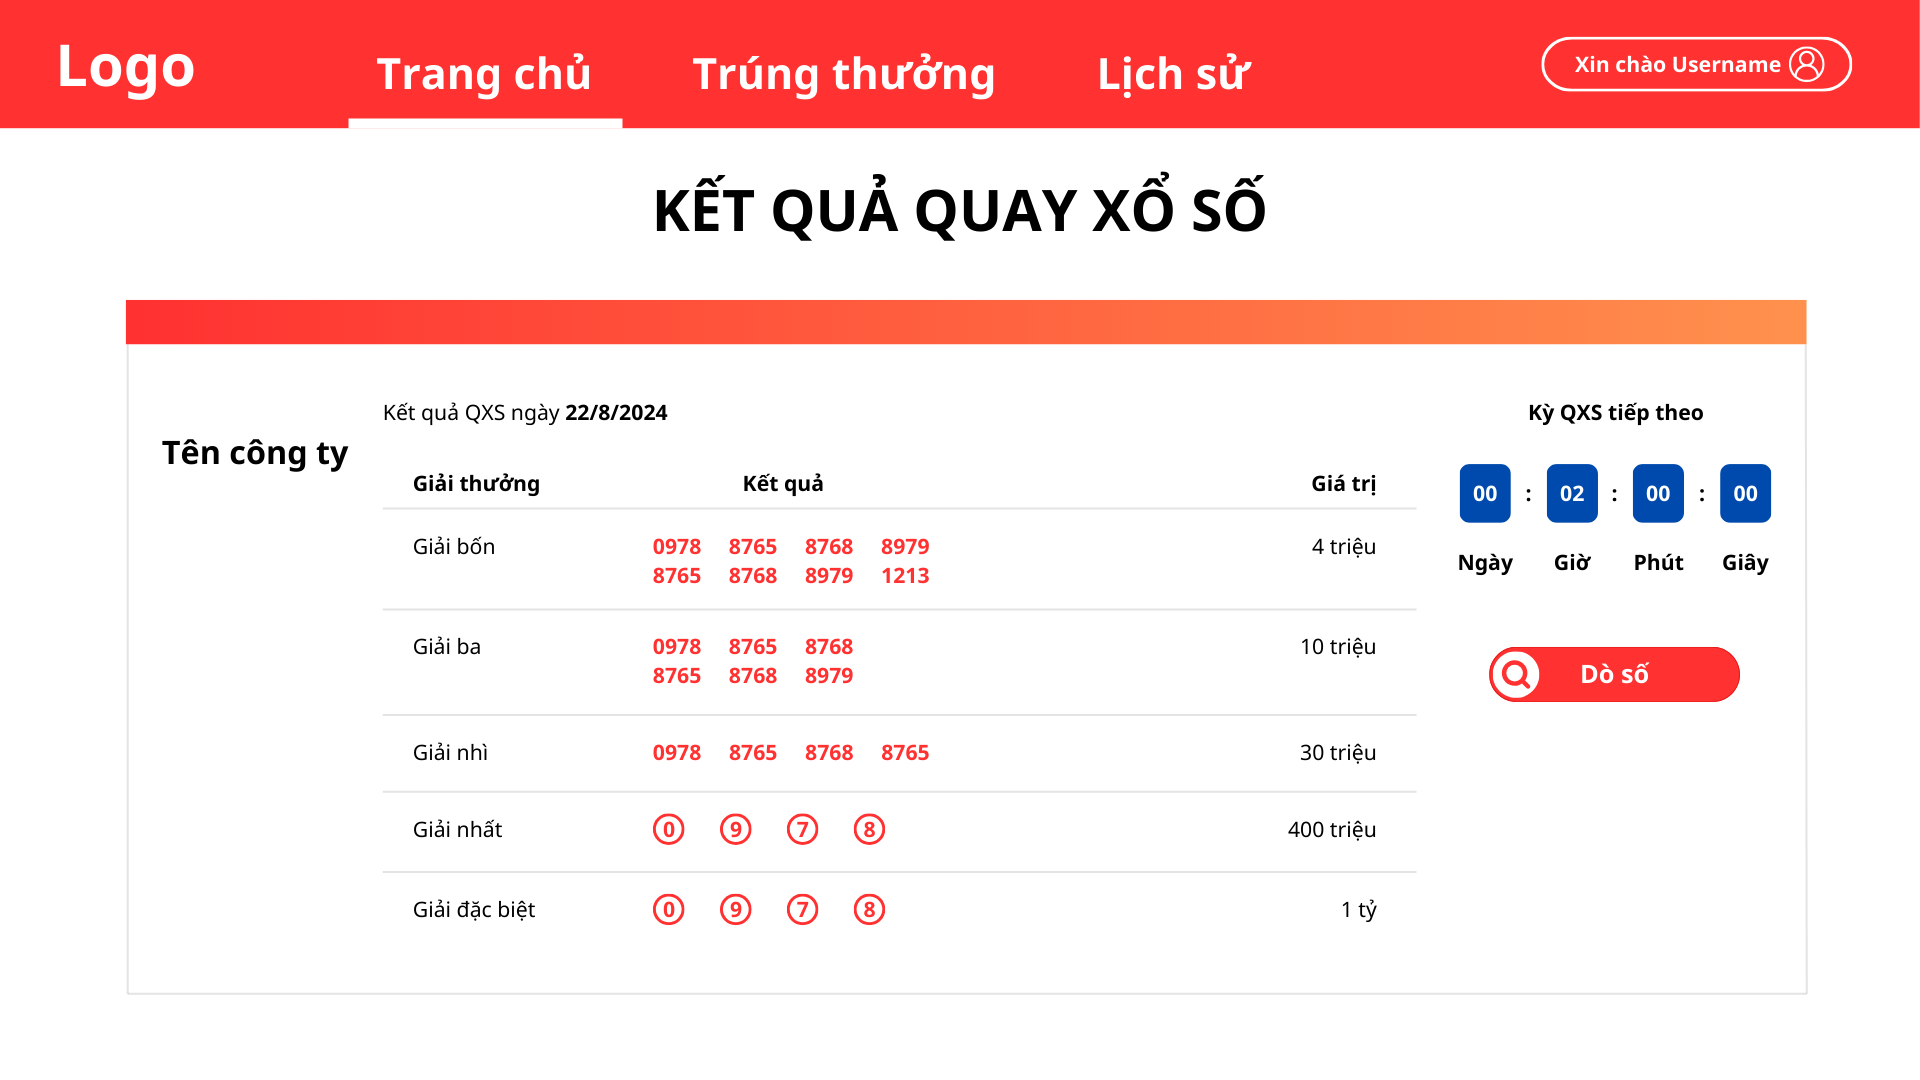 Logo
Trang chủ Trúng thưởng Lịch sử
Xin chào Username
KẾT QUẢ QUAY XỔ SỐ
Tên công ty
Kết quả QXS ngày 22/8/2024
Giải thưởng Kết quả Giá trị
Giải bốn 0978 8765 8768 8979 4 triệu
8765 8768 8979 1213
Giải ba 0978 8765 8768 10 triệu
8765 8768 8979
Giải nhì 0978 8765 8768 8765 30 triệu
Giải nhất 0 9 7 8 400 triệu
Giải đặc biệt 0 9 7 8 1 tỷ
Kỳ QXS tiếp theo
00 : 02 : 00 : 00
Ngày Giờ Phút Giây
Dò số